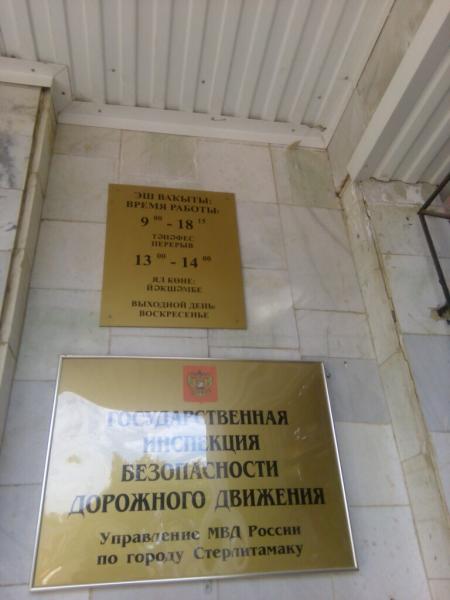 ЭШ ВАКЫТЫ:
ВРЕМЯ РАБОТЫ:
9 00 - 18 15
ТӘНӘФЕС
ПЕРЕРЫВ
13 00 - 14 00
ЯЛ КӨНЕ:
ЙӘКШӘМБЕ
ВЫХОДНОЙ ДЕНЬ:
ВОСКРЕСЕНЬЕ
ГОСУДАРСТВЕННАЯ
ИНСПЕКЦИЯ
БЕЗОПАСНОСТИ
ДОРОЖНОГО ДВИЖЕНИЯ
Управление МВД России
по городу Стерлитамаку